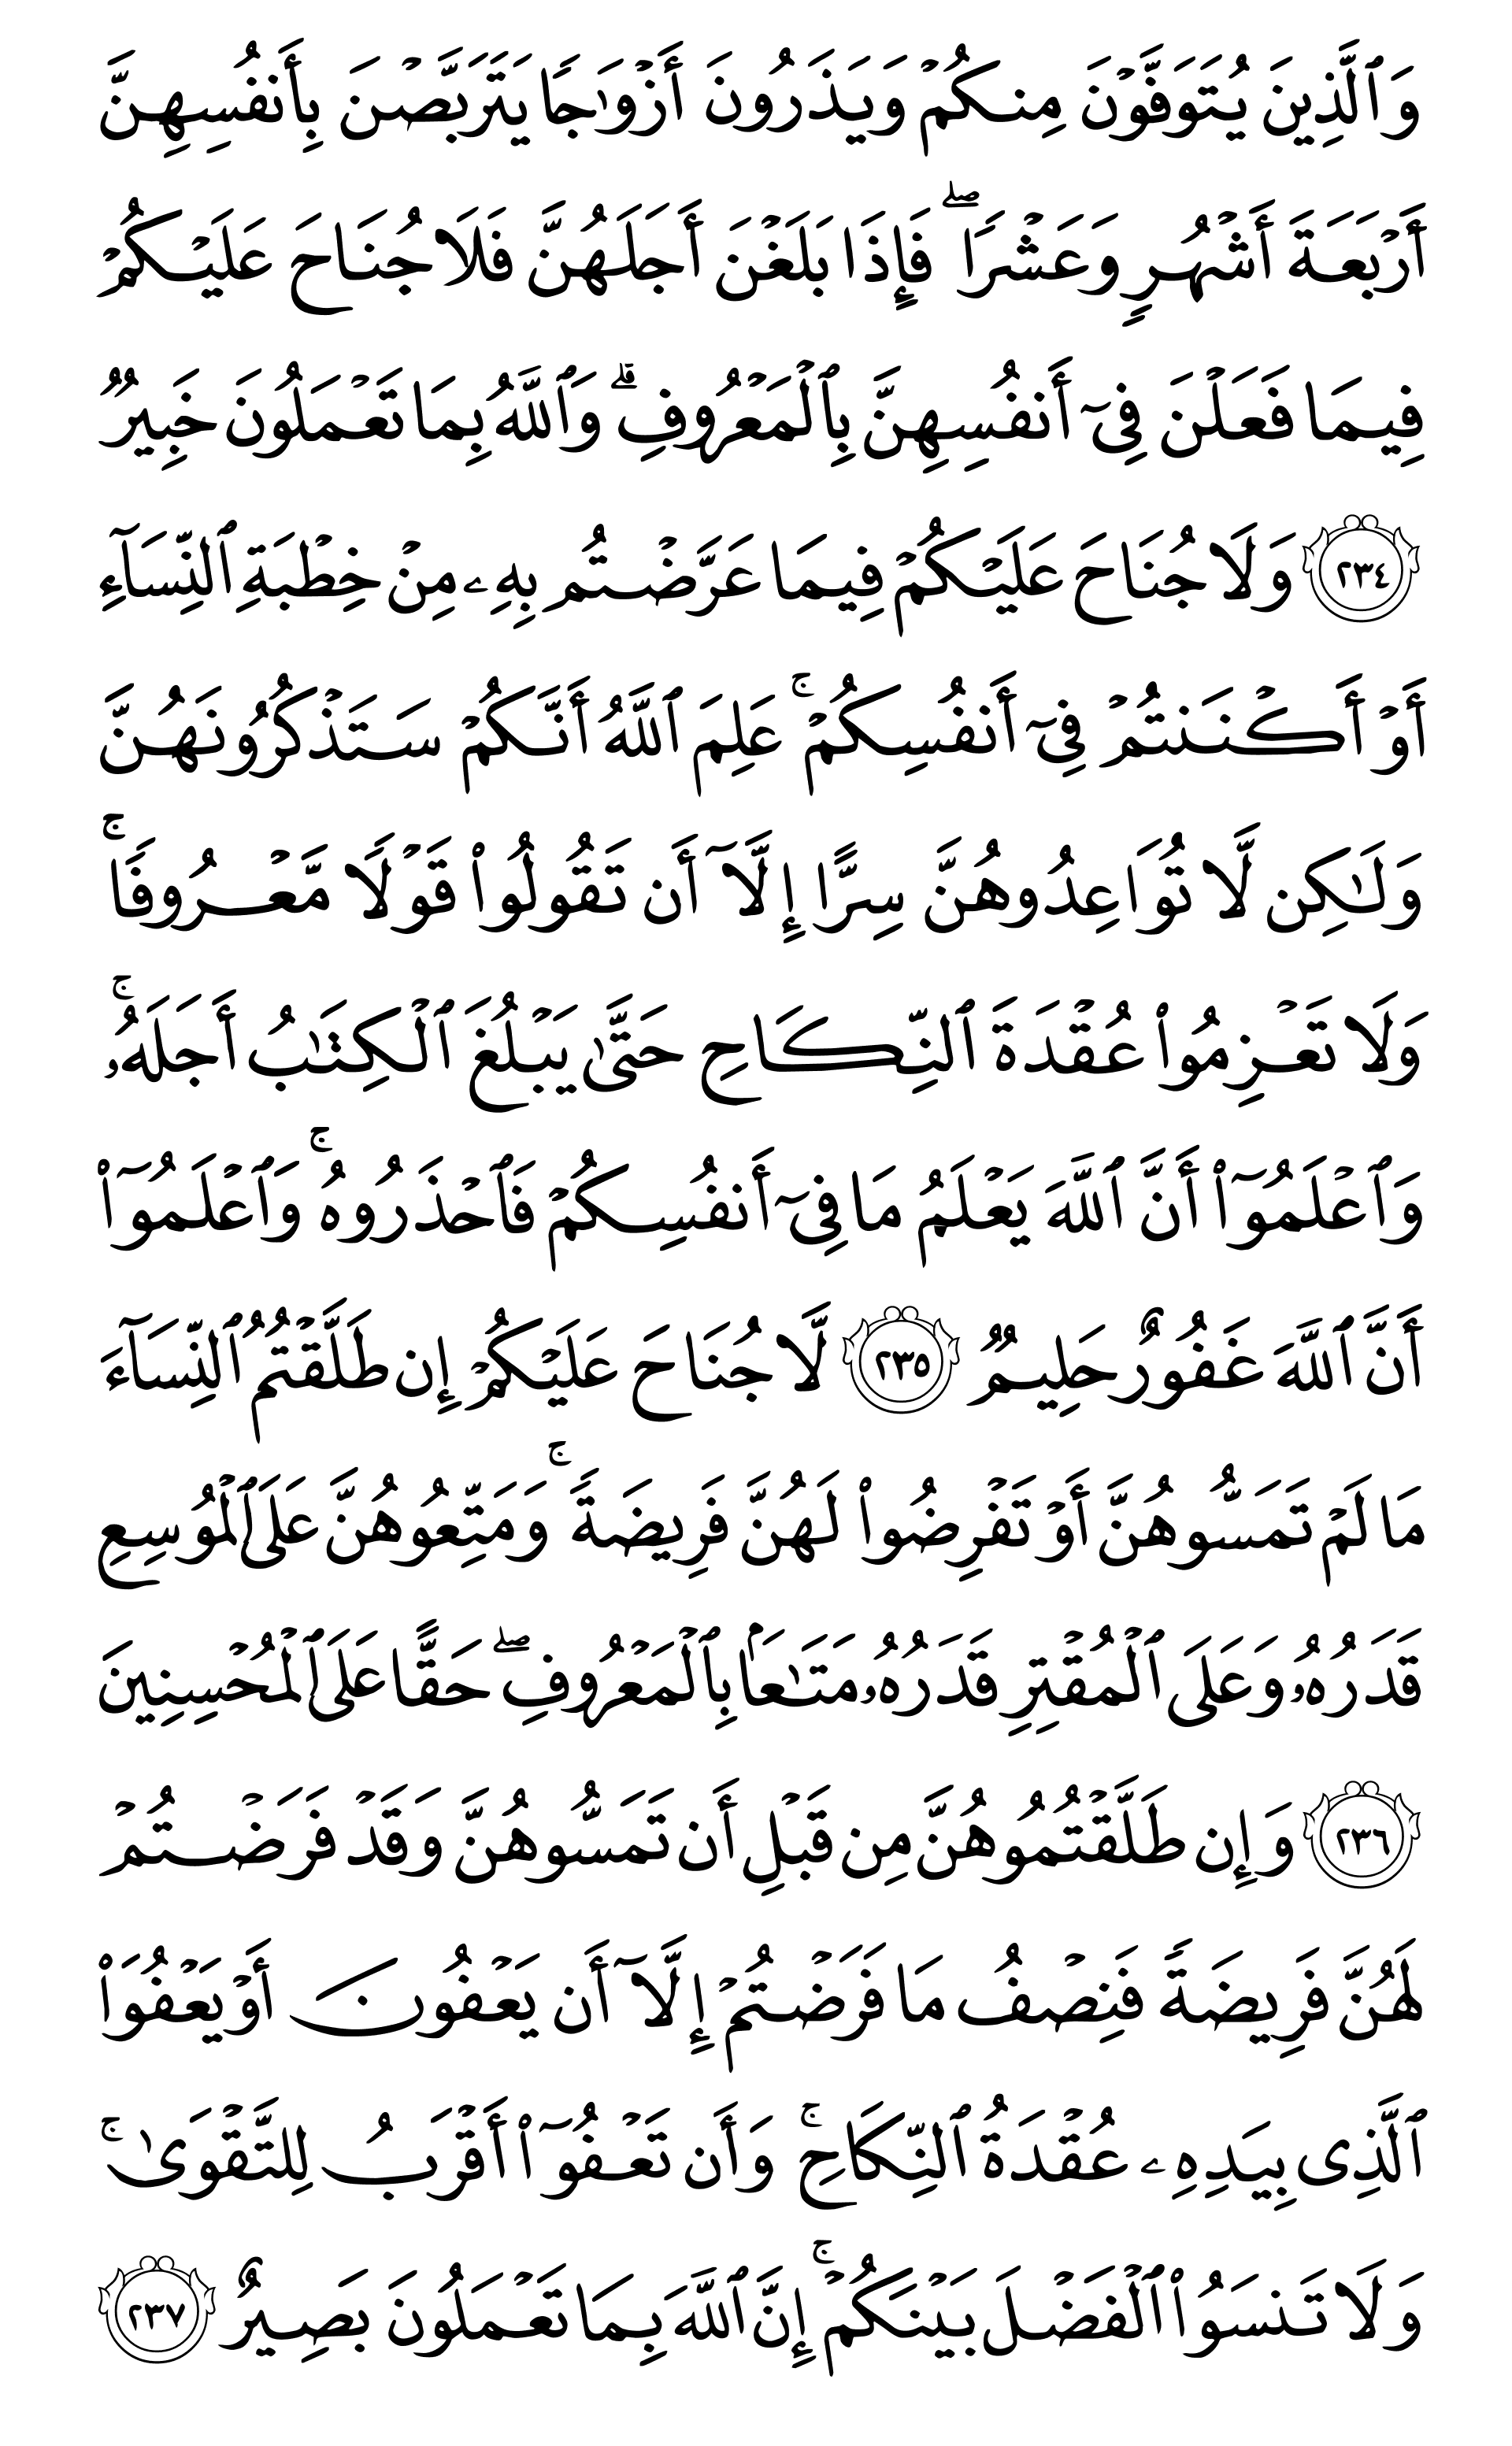 وَٱلَّذِينَ يُتَوَفَّوۡنَ مِنكُمۡ وَيَذَرُونَ أَزۡوَٰجٗا يَتَرَبَّصۡنَ بِأَنفُسِهِنَّ
أَرۡبَعَةَ أَشۡهُرٖ وَعَشۡرٗاۖ فَإِذَا بَلَغۡنَ أَجَلَهُنَّ فَلَا جُنَاحَ عَلَيۡكُمۡ
فِيمَا فَعَلۡنَ فِيٓ أَنفُسِهِنَّ بِٱلۡمَعۡرُوفِۗ وَٱللَّهُ بِمَا تَعۡمَلُونَ خَبِيرٞ
٢٣٤ وَلَا جُنَاحَ عَلَيۡكُمۡ فِيمَا عَرَّضۡتُم بِهِۦ مِنۡ خِطۡبَةِ ٱلنِّسَآءِ
أَوۡ أَكۡنَنتُمۡ فِيٓ أَنفُسِكُمۡۚ عَلِمَ ٱللَّهُ أَنَّكُمۡ سَتَذۡكُرُونَهُنَّ
وَلَٰكِن لَّا تُوَاعِدُوهُنَّ سِرًّا إِلَّآ أَن تَقُولُواْ قَوۡلٗا مَّعۡرُوفٗاۚ
وَلَا تَعۡزِمُواْ عُقۡدَةَ ٱلنِّكَاحِ حَتَّىٰ يَبۡلُغَ ٱلۡكِتَٰبُ أَجَلَهُۥۚ
وَٱعۡلَمُوٓاْ أَنَّ ٱللَّهَ يَعۡلَمُ مَا فِيٓ أَنفُسِكُمۡ فَٱحۡذَرُوهُۚ وَٱعۡلَمُوٓاْ
أَنَّ ٱللَّهَ غَفُورٌ حَلِيمٞ ٢٣٥ لَّا جُنَاحَ عَلَيۡكُمۡ إِن طَلَّقۡتُمُ ٱلنِّسَآءَ
مَا لَمۡ تَمَسُّوهُنَّ أَوۡ تَفۡرِضُواْ لَهُنَّ فَرِيضَةٗۚ وَمَتِّعُوهُنَّ عَلَى ٱلۡمُوسِعِ
قَدَرُهُۥ وَعَلَى ٱلۡمُقۡتِرِ قَدَرُهُۥ مَتَٰعَۢا بِٱلۡمَعۡرُوفِۖ حَقًّا عَلَى ٱلۡمُحۡسِنِينَ
٢٣٦ وَإِن طَلَّقۡتُمُوهُنَّ مِن قَبۡلِ أَن تَمَسُّوهُنَّ وَقَدۡ فَرَضۡتُمۡ
لَهُنَّ فَرِيضَةٗ فَنِصۡفُ مَا فَرَضۡتُمۡ إِلَّآ أَن يَعۡفُونَ أَوۡ يَعۡفُوَاْ
ٱلَّذِي بِيَدِهِۦ عُقۡدَةُ ٱلنِّكَاحِۚ وَأَن تَعۡفُوٓاْ أَقۡرَبُ لِلتَّقۡوَىٰۚ
وَلَا تَنسَوُاْ ٱلۡفَضۡلَ بَيۡنَكُمۡۚ إِنَّ ٱللَّهَ بِمَا تَعۡمَلُونَ بَصِيرٌ ٢٣٧